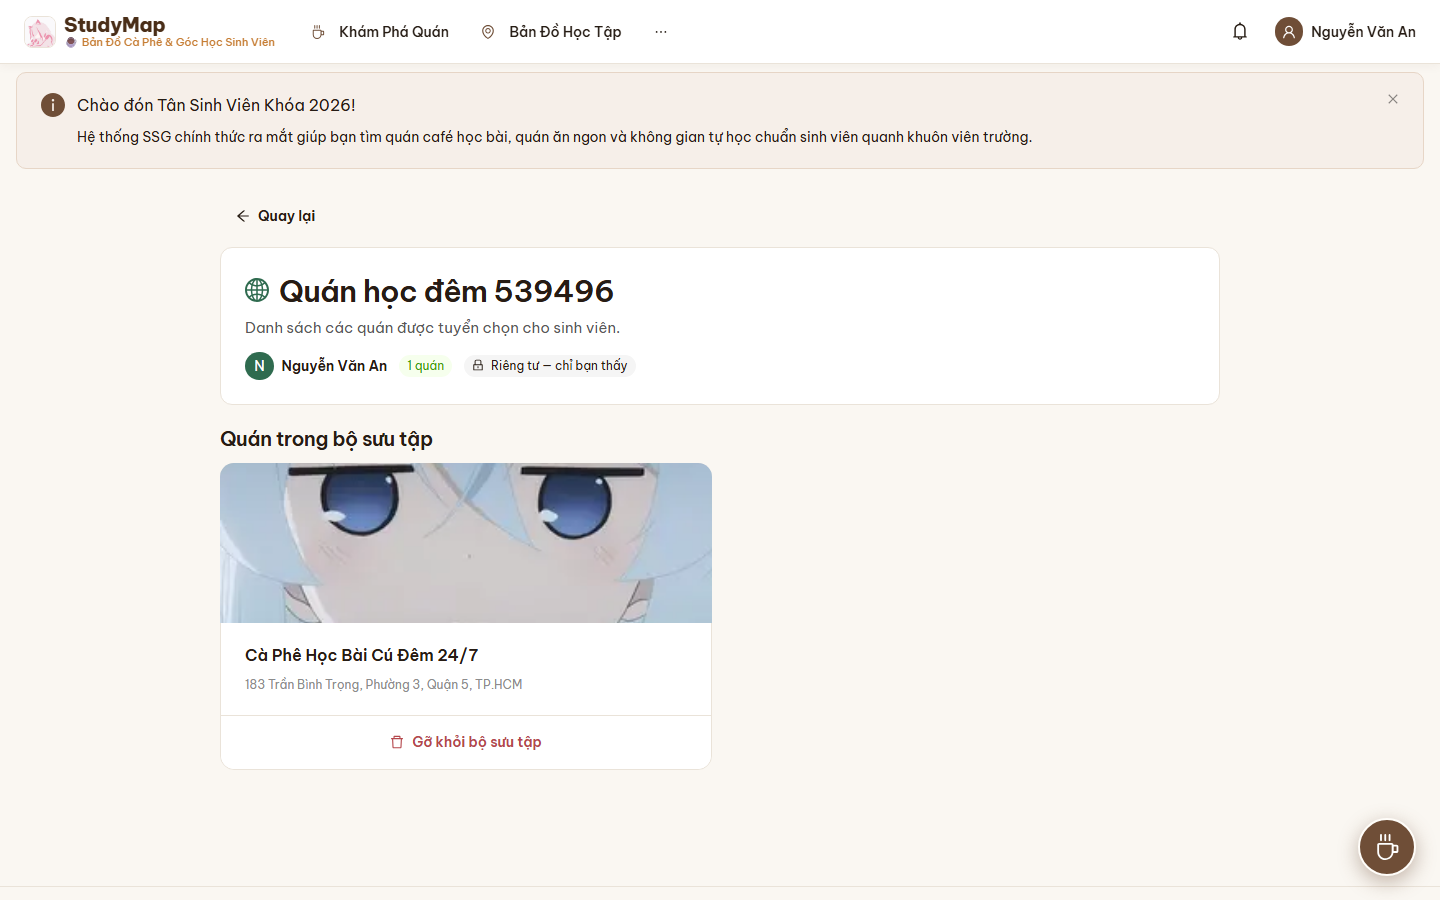 StudyMap
Bản Đồ Cà Phê & Góc Học Sinh Viên
Khám Phá Quán
Bản Đồ Học Tập
···
Nguyễn Văn An
Chào đón Tân Sinh Viên Khóa 2026!
Hệ thống SSG chính thức ra mắt giúp bạn tìm quán café học bài, quán ăn ngon và không gian tự học chuẩn sinh viên quanh khuôn viên trường.
Quay lại
Quán học đêm 539496
Danh sách các quán được tuyển chọn cho sinh viên.
N Nguyễn Văn An 1 quán Riêng tư — chỉ bạn thấy
Quán trong bộ sưu tập
Cà Phê Học Bài Cú Đêm 24/7
183 Trần Bình Trọng, Phường 3, Quận 5, TP.HCM
Gỡ khỏi bộ sưu tập